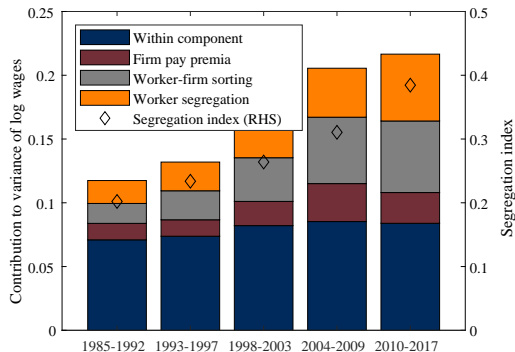 0.25
0.2
0.15
0.1
0.05
0
Contribution to variance of log wages
Within component
Firm pay premia
Worker-firm sorting
Worker segregation
Segregation index (RHS)
0.5
0.4
0.3
0.2
0.1
0
Segregation index
1985-1992 1993-1997 1998-2003 2004-2009 2010-2017